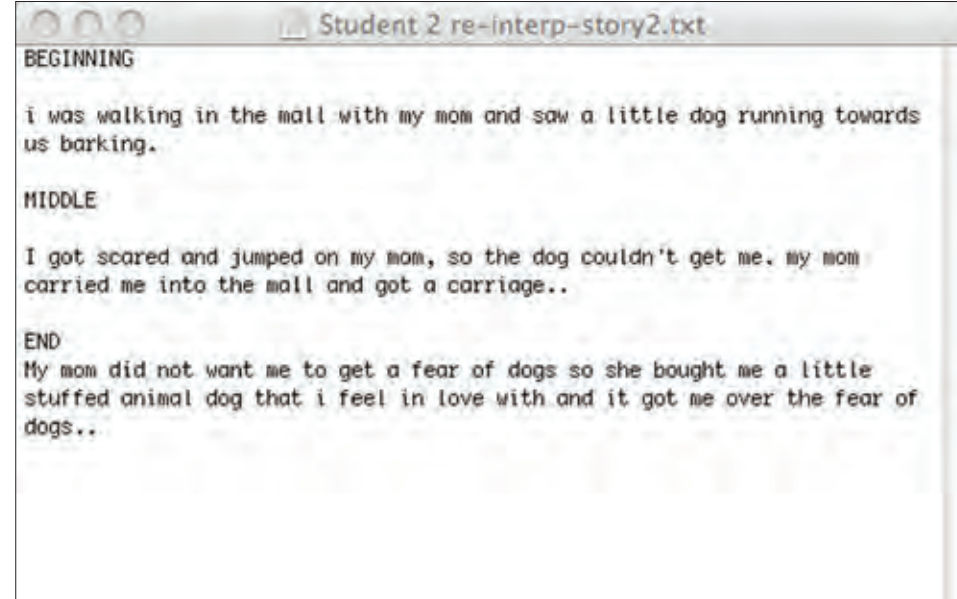 Student 2 re-interp-story2.txt
BEGINNING
i was walking in the mall with my mom and saw a little dog running towards
us barking.
MIDDLE
I got scared and jumped on my mom, so the dog couldn't get me. my mom
carried me into the mall and got a carriage..
END
My mom did not want me to get a fear of dogs so she bought me a little
stuffed animal dog that i feel in love with and it got me over the fear of
dogs..